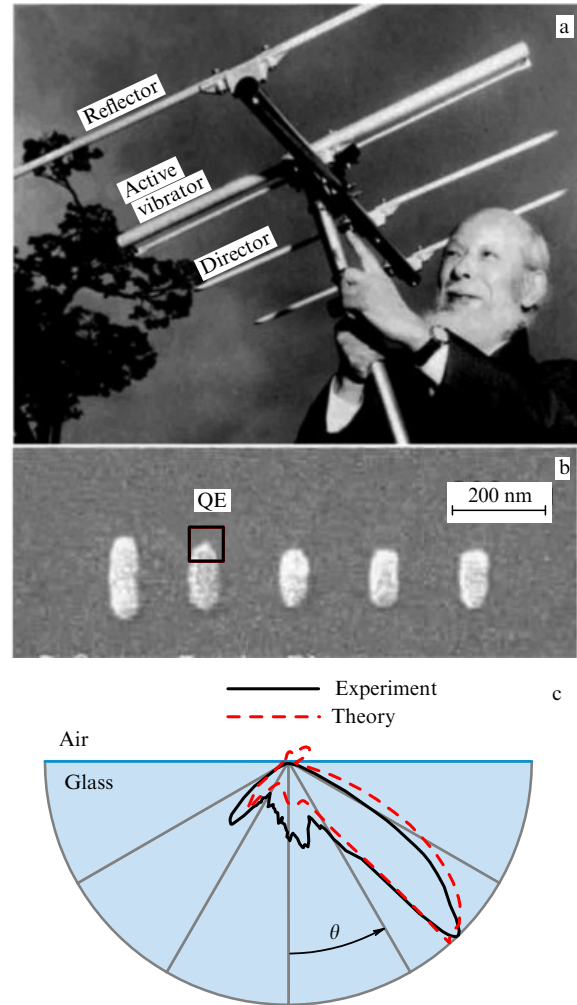 a
Reflector
Active
vibrator
Director
b
QE
200 nm
c
Experiment
Theory
Air
Glass
θ